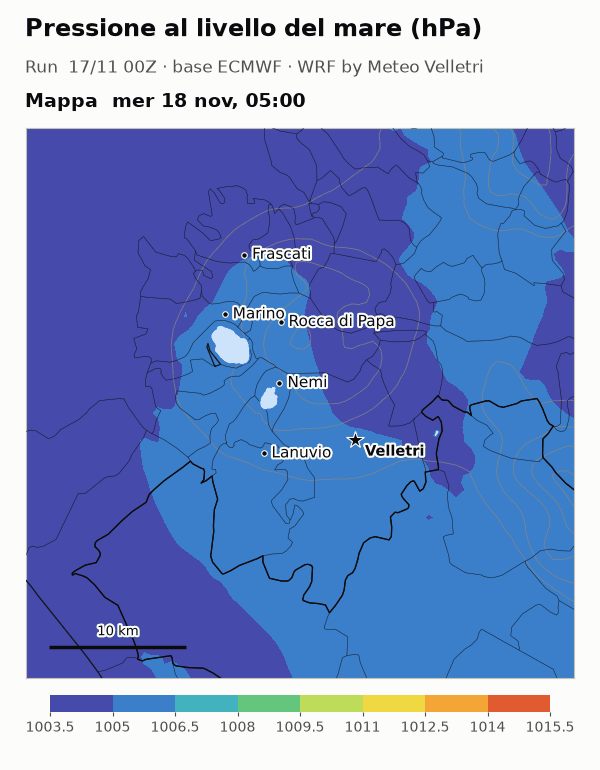 Pressione al livello del mare (hPa)
Run  17/11 00Z · base ECMWF · WRF by Meteo Velletri
Mappa  mer 18 nov, 05:00
Frascati
Marino
Rocca di Papa
Nemi
Velletri
Lanuvio
10 km
1003.5 1005 1006.5 1008 1009.5 1011 1012.5 1014 1015.5